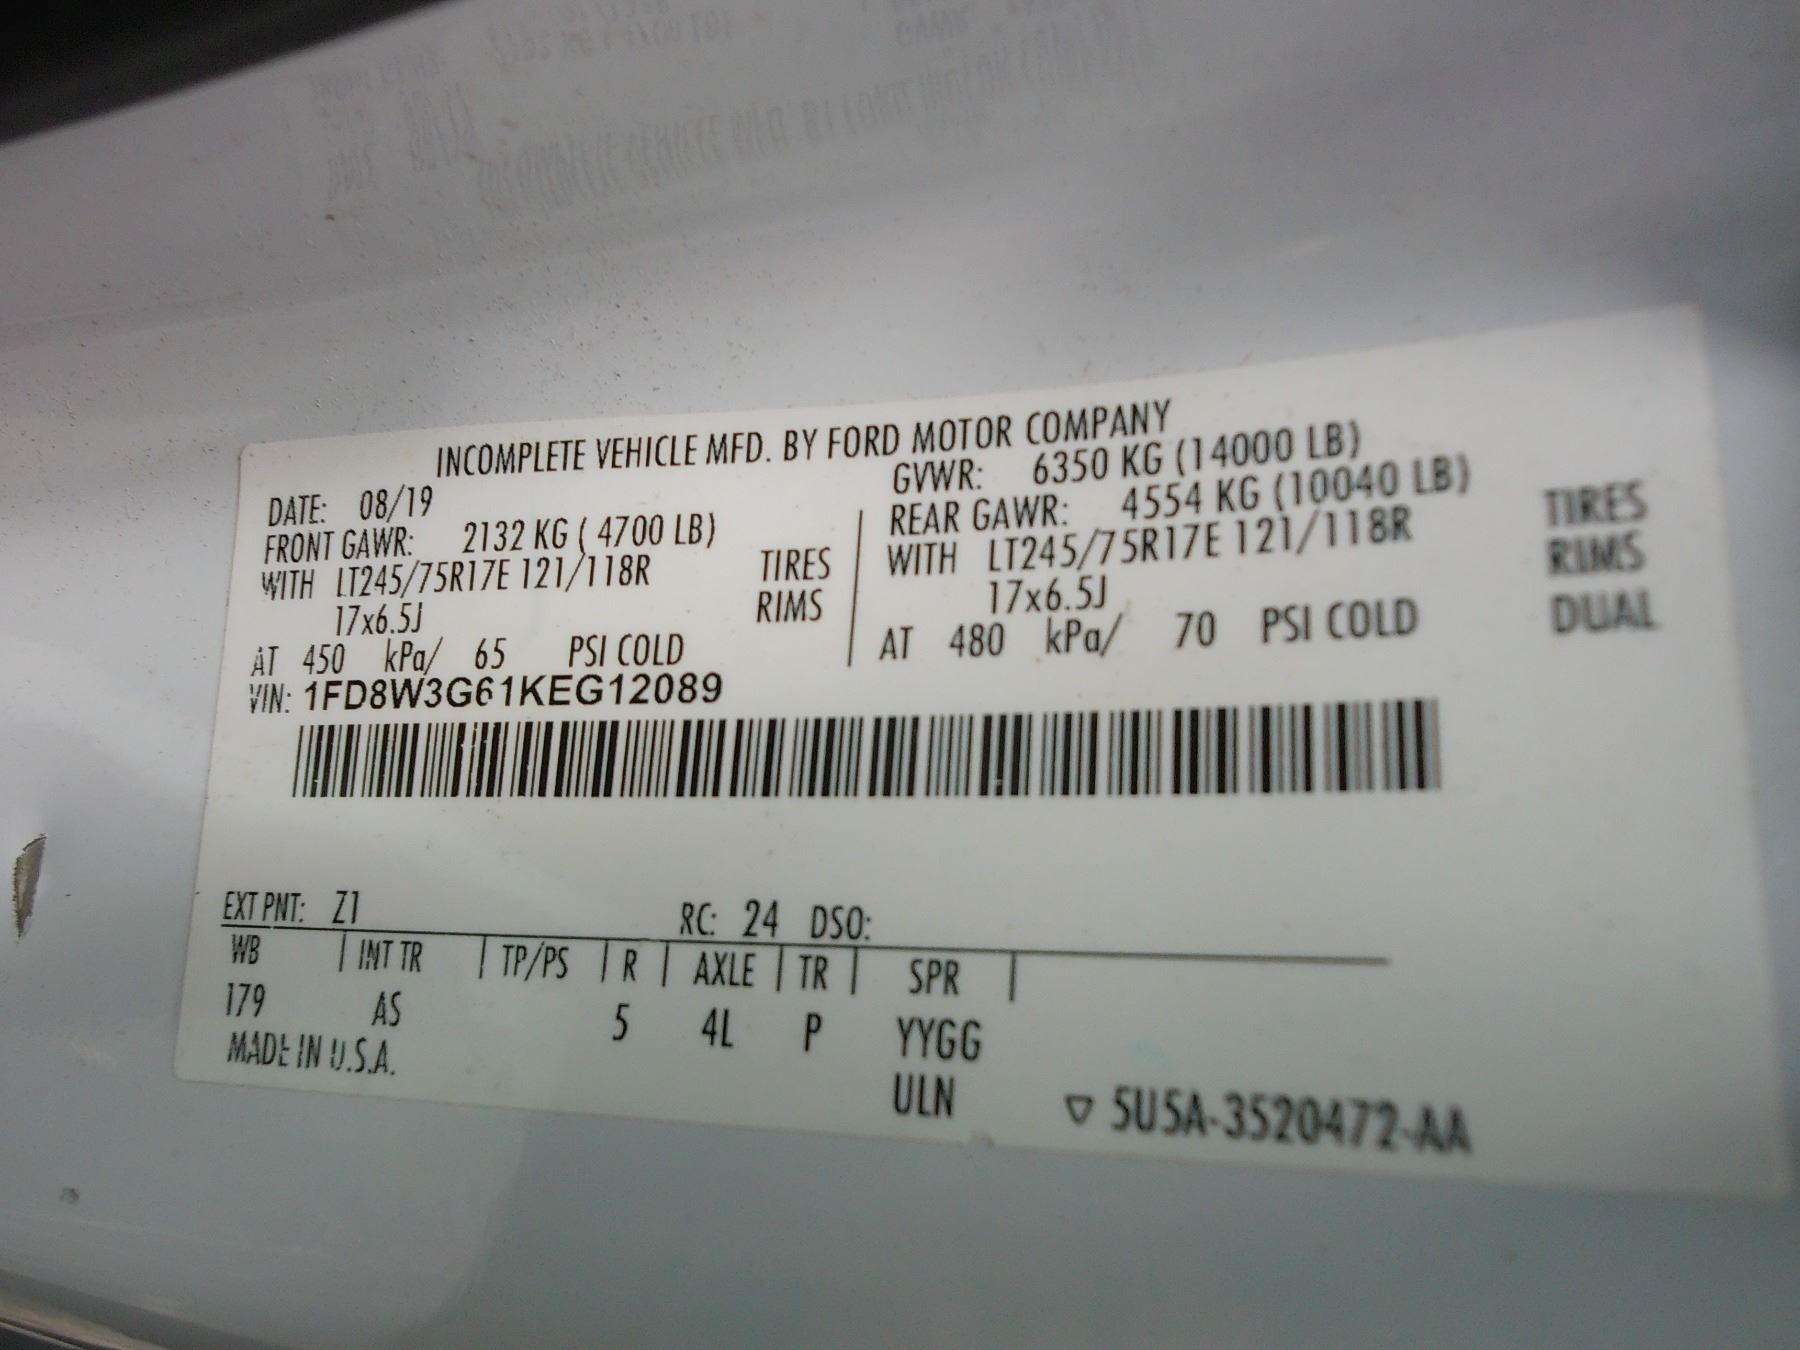 INCOMPLETE VEHICLE MFD. BY FORD MOTOR COMPANY
DATE: 08/19 GVWR: 6350 KG (14000 LB)
FRONT GAWR: 2132 KG ( 4700 LB) REAR GAWR: 4554 KG (10040 LB)
WITH LT245/75R17E 121/118R TIRES WITH LT245/75R17E 121/118R TIRES
17x6.5J RIMS 17x6.5J RIMS
AT 450 kPa/ 65 PSI COLD AT 480 kPa/ 70 PSI COLD DUAL
VIN: 1FD8W3G61KEG12089
EXT PNT: Z1 RC: 24 DSO:
WB | INT TR | TP/PS | R | AXLE | TR | SPR |
179 AS 5 4L P YYGG
MADE IN U.S.A. ULN ▽ 5U5A-3520472-AA